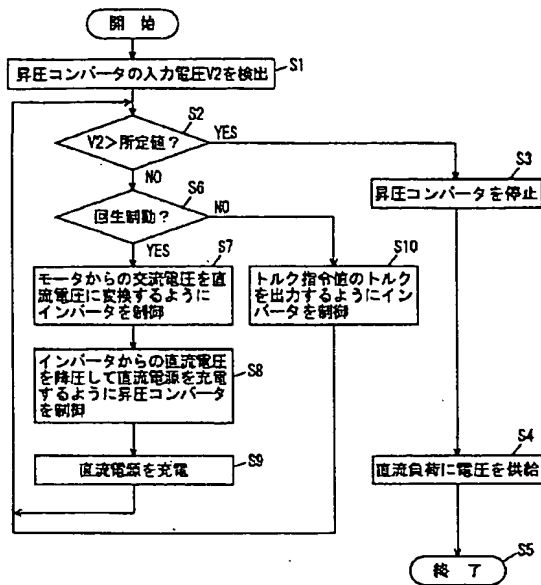 開 始
昇圧コンバータの入力電圧V2を検出
S1
S2
V2>所定値?
YES
NO
S3
昇圧コンバータを停止
S6
回生制動?
NO
YES
S7
モータからの交流電圧を直
流電圧に変換するように
インバータを制御
S10
トルク指令値のトルク
を出力するようにイン
バータを制御
インバータからの直流電圧
を降圧して直流電源を充電
するように昇圧コンバータ
を制御
S8
S9
直流電源を充電
S4
直流負荷に電圧を供給
終 了
S5